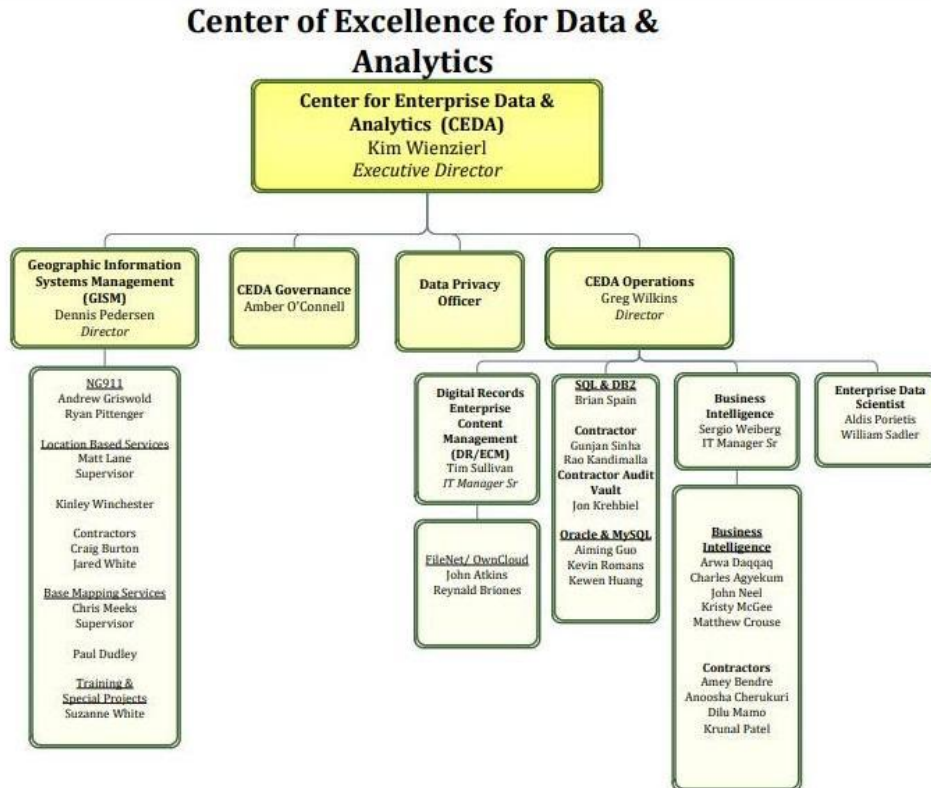 Center of Excellence for Data &
Analytics
Center for Enterprise Data &
Analytics (CEDA)
Kim Wienzierl
Executive Director
Geographic Information
Systems Management
(GISM)
Dennis Pedersen
Director
CEDA Governance
Amber O'Connell
Data Privacy
Officer
CEDA Operations
Greg Wilkins
Director
NG911
Andrew Griswold
Ryan Pittenger
Location Based Services
Matt Lane
Supervisor
Kinley Winchester
Contractors
Craig Burton
Jared White
Base Mapping Services
Chris Meeks
Supervisor
Paul Dudley
Training &
Special Projects
Suzanne White
Digital Records
Enterprise
Content
Management
(DR/ECM)
Tim Sullivan
IT Manager Sr
FileNet/ OwnCloud
John Atkins
Reynald Briones
SQL & DB2
Brian Spain
Contractor
Gunjan Sinha
Rao Kandimalla
Contractor Audit
Vault
Jon Krehbiel
Oracle & MySQL
Aiming Guo
Kevin Romans
Kewen Huang
Business
Intelligence
Sergio Weiberg
IT Manager Sr
Business
Intelligence
Arwa Daqqaq
Charles Agyekum
John Neel
Kristy McGee
Matthew Crouse
Contractors
Amey Bendre
Anoosha Cherukuri
Dilu Mamo
Krunal Patel
Enterprise Data
Scientist
Aldis Porietis
William Sadler